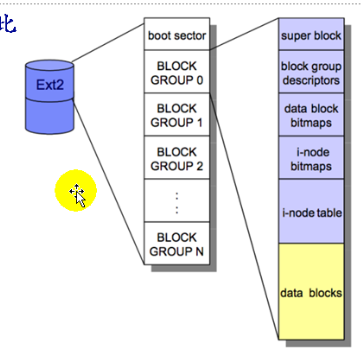 此
Ext2
boot sector
BLOCK
GROUP 0
BLOCK
GROUP 1
BLOCK
GROUP 2
⋮
BLOCK
GROUP N
super block
block group
descriptors
data block
bitmaps
i-node
bitmaps
i-node table
data blocks